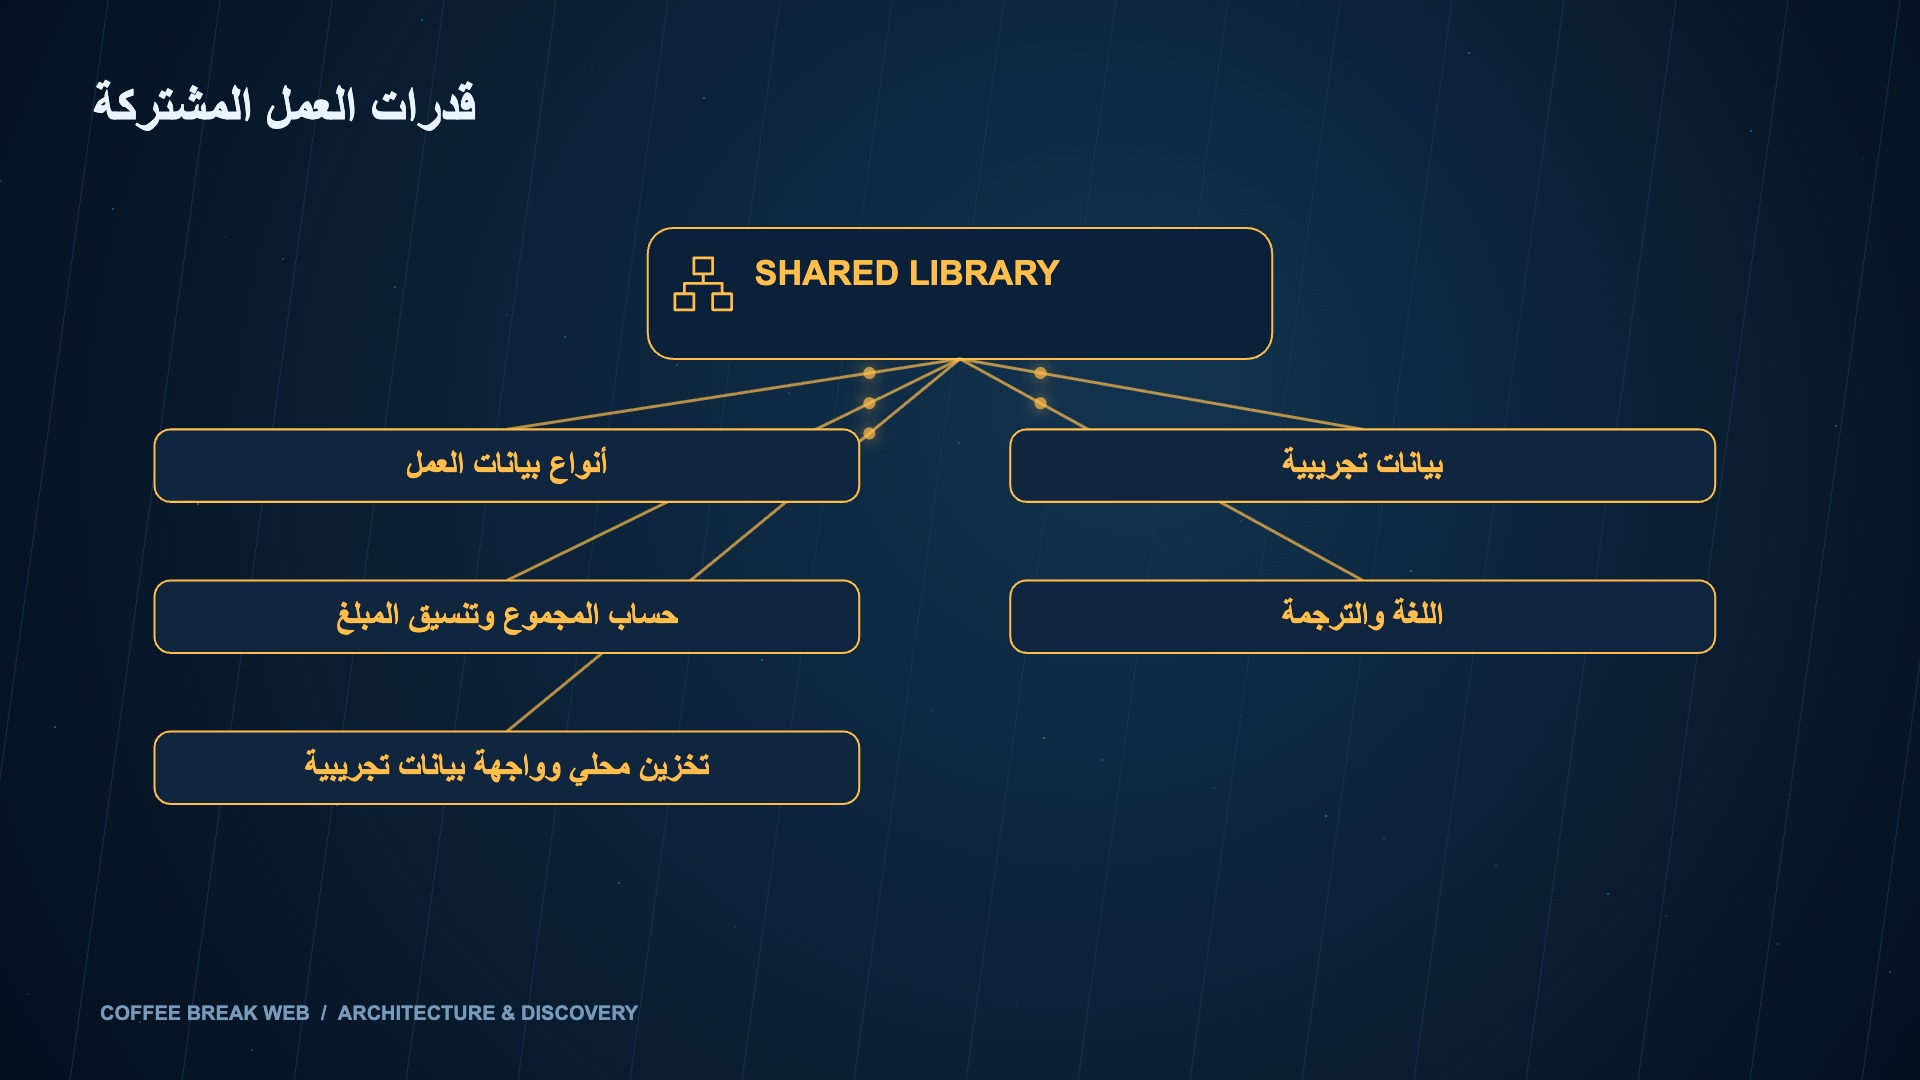 قدرات العمل المشتركة
SHARED LIBRARY
أنواع بيانات العمل
بيانات تجريبية
حساب المجموع وتنسيق المبلغ
اللغة والترجمة
تخزين محلي وواجهة بيانات تجريبية
COFFEE BREAK WEB / ARCHITECTURE & DISCOVERY